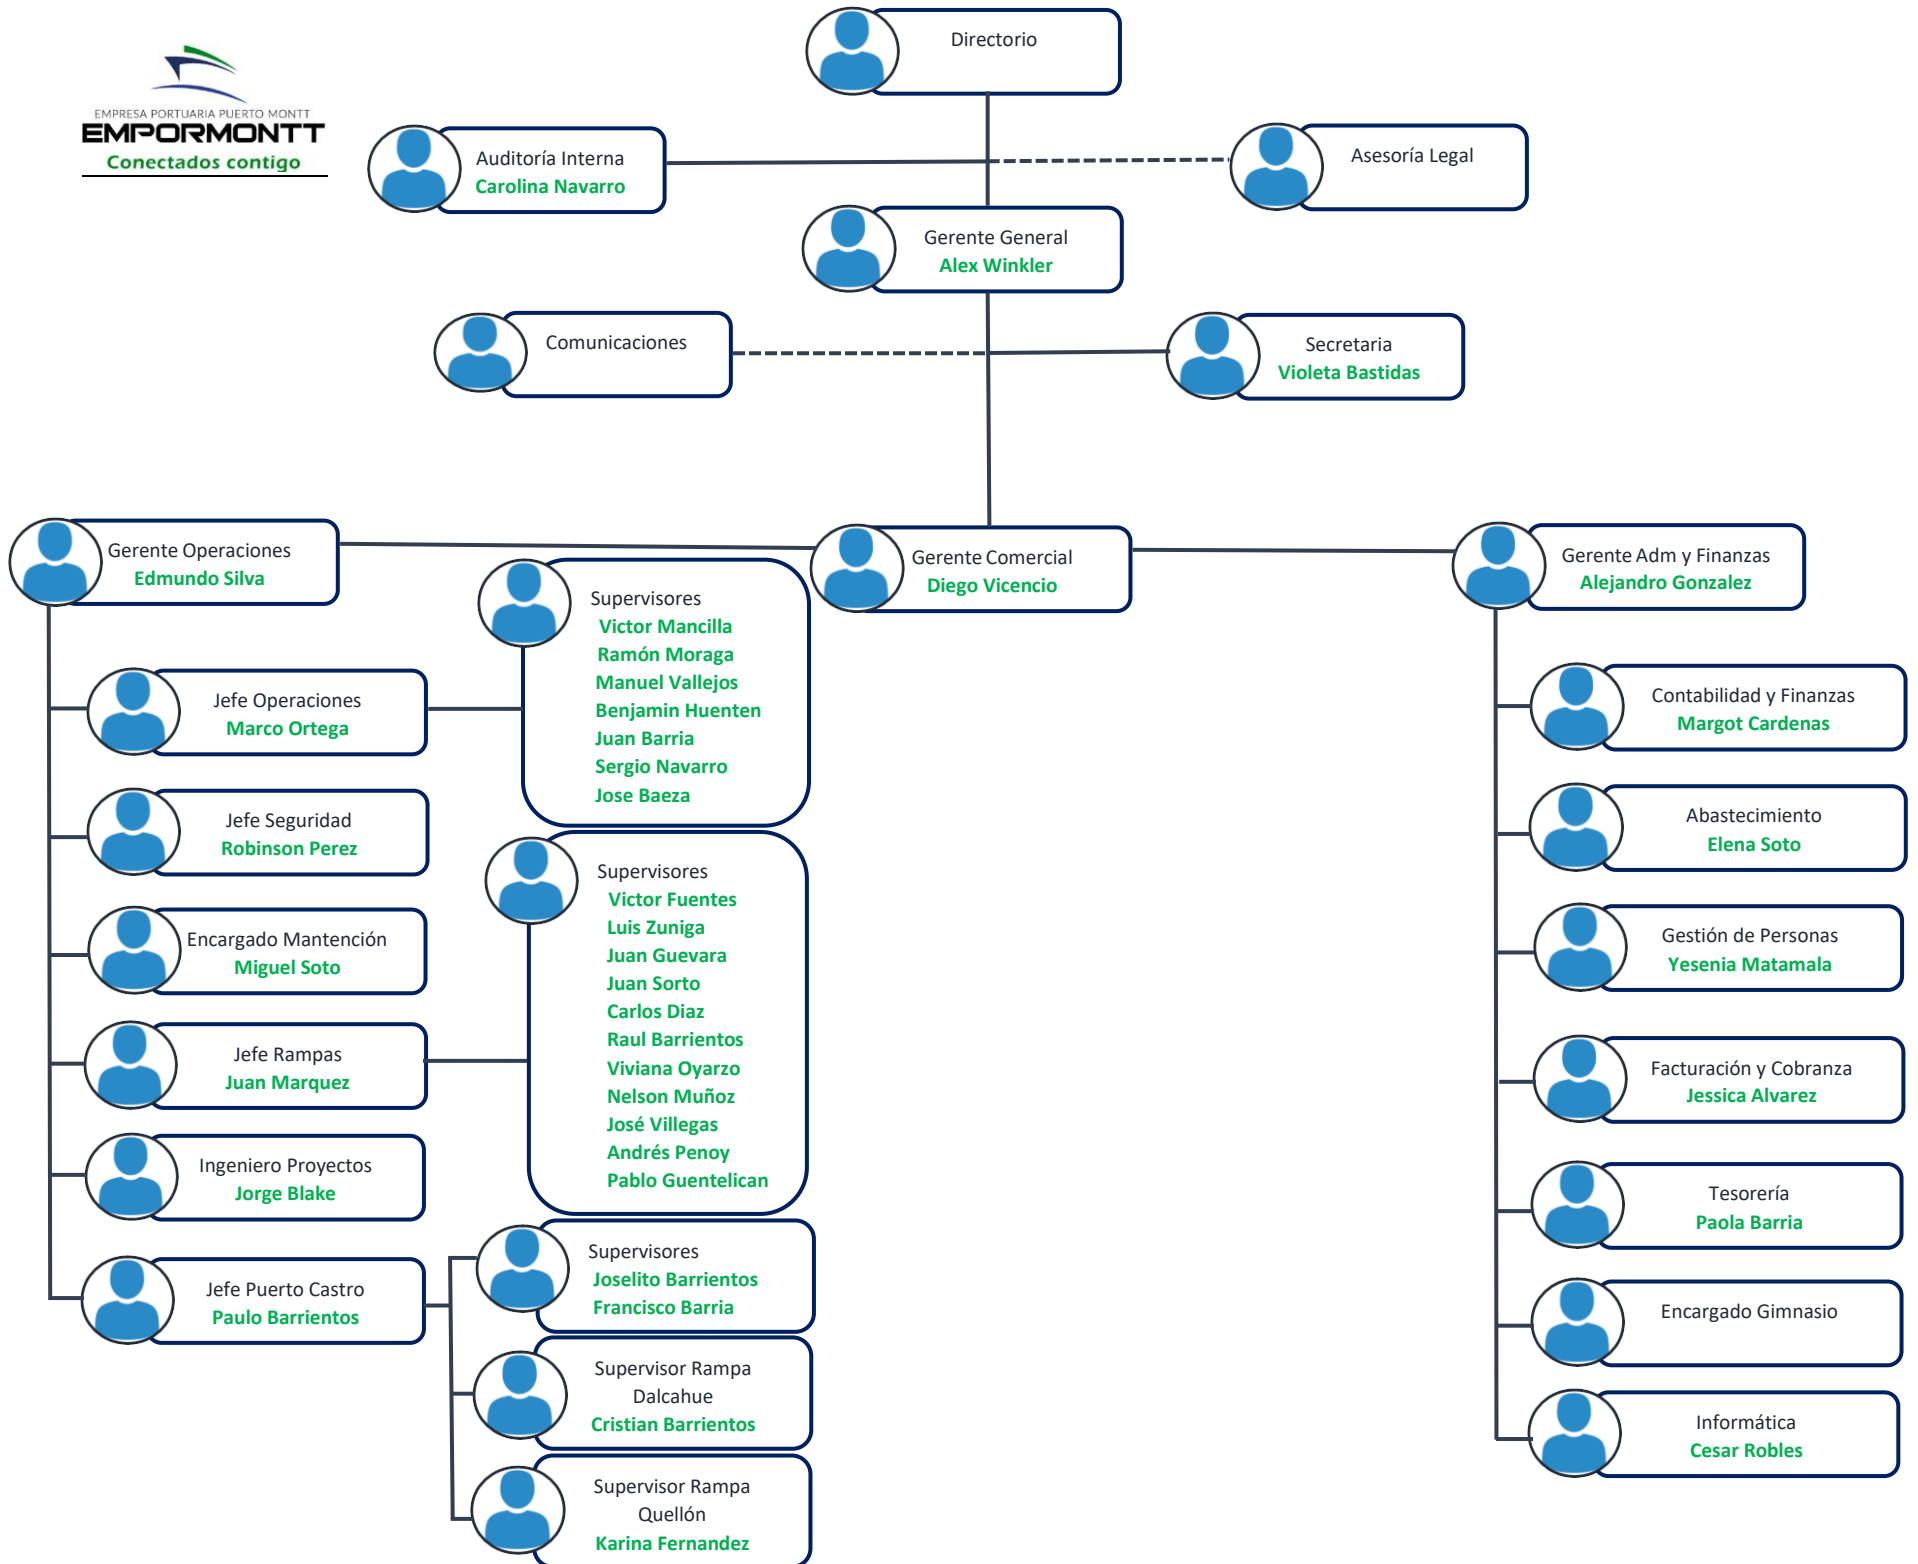 Directorio
EMPRESA PORTUARIA PUERTO MONTT
EMPORMONTT
Conectados contigo
Auditoría Interna
Carolina Navarro
Asesoría Legal
Gerente General
Alex Winkler
Comunicaciones
Secretaria
Violeta Bastidas
Gerente Operaciones
Edmundo Silva
Gerente Comercial
Diego Vicencio
Gerente Adm y Finanzas
Alejandro Gonzalez
Jefe Operaciones
Marco Ortega
Supervisores
Victor Mancilla
Ramón Moraga
Manuel Vallejos
Benjamin Huenten
Juan Barria
Sergio Navarro
Jose Baeza
Jefe Seguridad
Robinson Perez
Encargado Mantención
Miguel Soto
Jefe Rampas
Juan Marquez
Supervisores
Victor Fuentes
Luis Zuniga
Juan Guevara
Juan Sorto
Carlos Diaz
Raul Barrientos
Viviana Oyarzo
Nelson Muñoz
José Villegas
Andrés Penoy
Pablo Guentelican
Ingeniero Proyectos
Jorge Blake
Jefe Puerto Castro
Paulo Barrientos
Supervisores
Joselito Barrientos
Francisco Barria
Supervisor Rampa
Dalcahue
Cristian Barrientos
Supervisor Rampa
Quellón
Karina Fernandez
Contabilidad y Finanzas
Margot Cardenas
Abastecimiento
Elena Soto
Gestión de Personas
Yesenia Matamala
Facturación y Cobranza
Jessica Alvarez
Tesorería
Paola Barria
Encargado Gimnasio
Informática
Cesar Robles